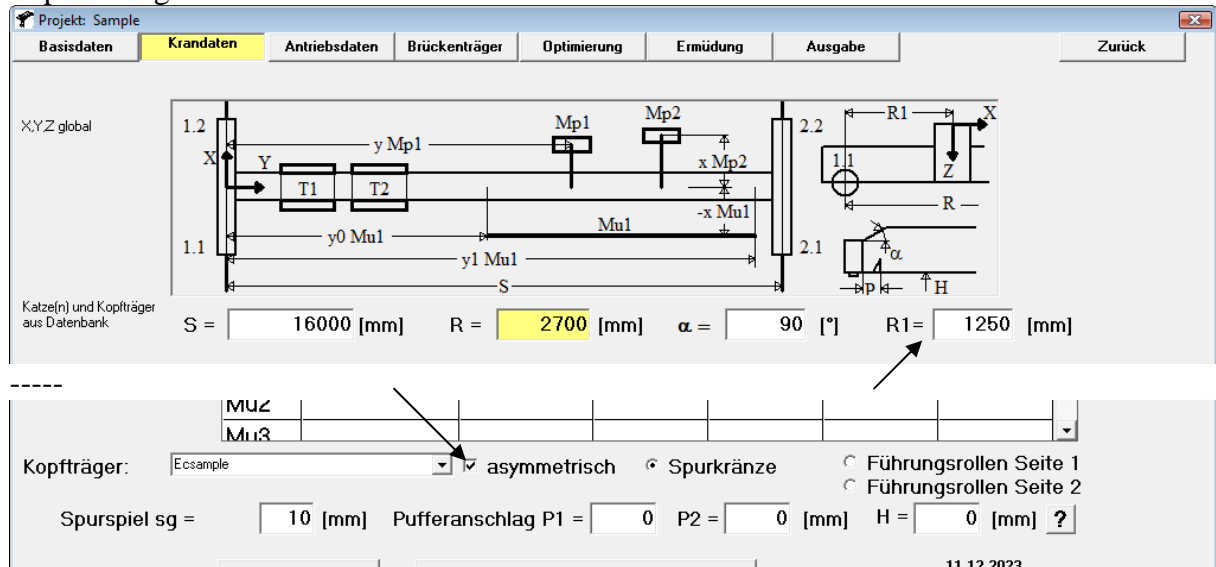 Projekt: Sample
Basisdaten Krandaten Antriebsdaten Brückenträger Optimierung Ermüdung Ausgabe Zurück
X,Y,Z global
1.2 X Y T1 T2 y Mp1 Mp1 Mp2 x Mp2 2.2 R1 X
1.1 Z
R
-x Mu1
y0 Mu1 Mu1
1.1 y1 Mu1 2.1 α
S P H
Katze(n) und Kopfträger
aus Datenbank
S = 16000 [mm] R = 2700 [mm] α = 90 [°] R1= 1250 [mm]
-----
Mu2
Mu3
Kopfträger: Ecsample asymmetrisch Spurkränze Führungsrollen Seite 1
Führungsrollen Seite 2
Spurspiel sg = 10 [mm] Pufferanschlag P1 = 0 P2 = 0 [mm] H = 0 [mm] ?
11.12.2023